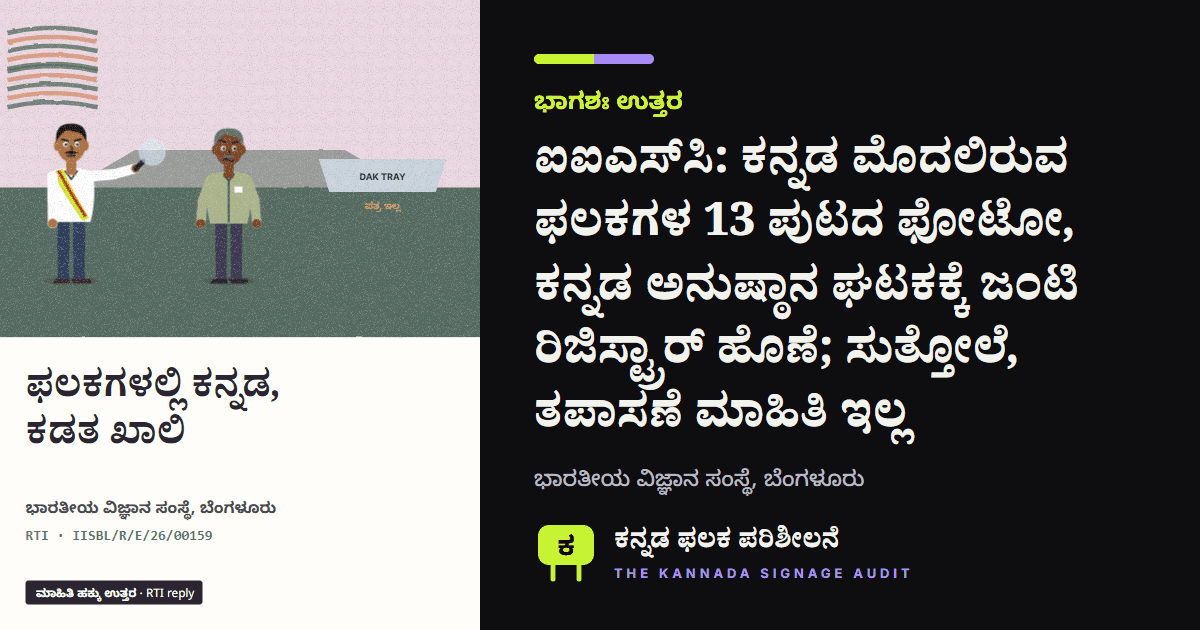 DAK TRAY
ಪತ್ರ ಇಲ್ಲ
ಫಲಕಗಳಲ್ಲಿ ಕನ್ನಡ,
ಕಡತ ಖಾಲಿ
ಭಾರತೀಯ ವಿಜ್ಞಾನ ಸಂಸ್ಥೆ, ಬೆಂಗಳೂರು
RTI · IISBL/R/E/26/00159
ಮಾಹಿತಿ ಹಕ್ಕು ಉತ್ತರ · RTI reply
ಭಾಗಶಃ ಉತ್ತರ
ಐಐಎಸ್‌ಸಿ: ಕನ್ನಡ ಮೊದಲಿರುವ
ಫಲಕಗಳ 13 ಪುಟದ ಫೋಟೋ,
ಕನ್ನಡ ಅನುಷ್ಠಾನ ಘಟಕಕ್ಕೆ ಜಂಟಿ
ರಿಜಿಸ್ಟ್ರಾರ್ ಹೊಣೆ; ಸುತ್ತೋಲೆ,
ತಪಾಸಣೆ ಮಾಹಿತಿ ಇಲ್ಲ
ಭಾರತೀಯ ವಿಜ್ಞಾನ ಸಂಸ್ಥೆ, ಬೆಂಗಳೂರು
ಕ
ಕನ್ನಡ ಫಲಕ ಪರಿಶೀಲನೆ
THE KANNADA SIGNAGE AUDIT